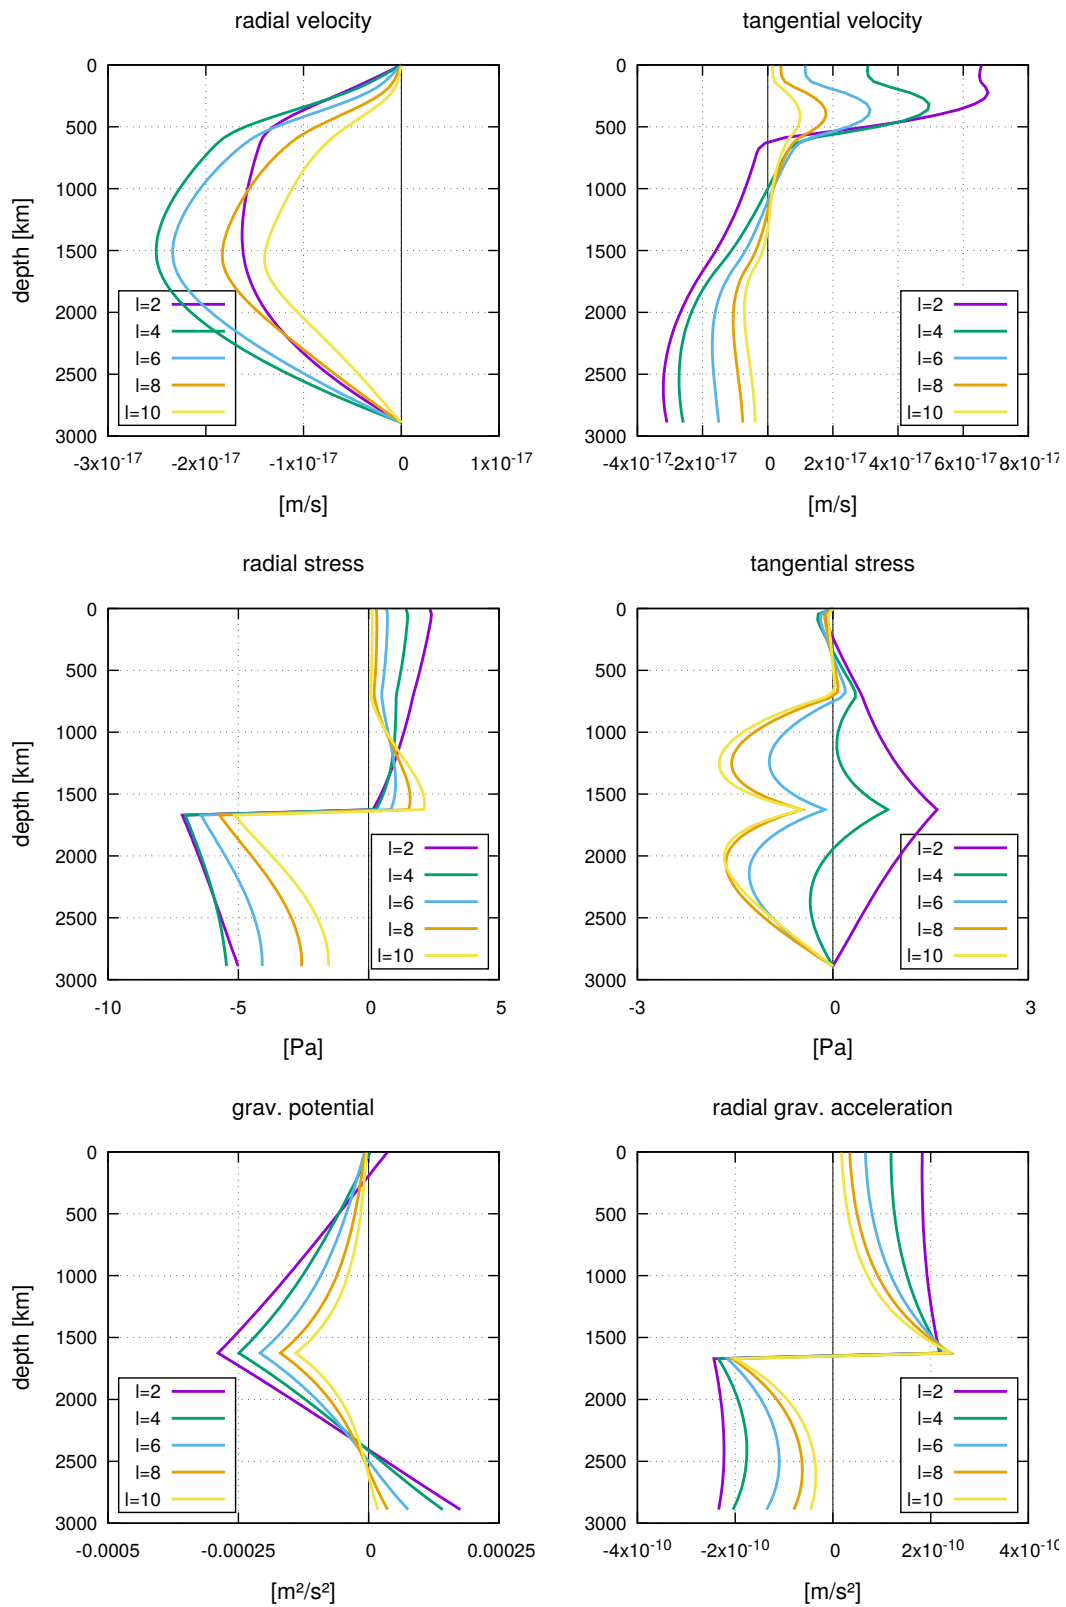 radial velocity
0
500
1000
1500
2000
2500
3000
depth [km]
l=2
l=4
l=6
l=8
l=10
-3x10⁻¹⁷ -2x10⁻¹⁷ -1x10⁻¹⁷ 0 1x10⁻¹⁷
[m/s]
tangential velocity
0
500
1000
1500
2000
2500
3000
l=2
l=4
l=6
l=8
l=10
-4x10⁻¹⁷ -2x10⁻¹⁷ 0 2x10⁻¹⁷ 4x10⁻¹⁷ 6x10⁻¹⁷ 8x10⁻¹⁷
[m/s]
radial stress
0
500
1000
1500
2000
2500
3000
depth [km]
l=2
l=4
l=6
l=8
l=10
-10 -5 0 5
[Pa]
tangential stress
0
500
1000
1500
2000
2500
3000
l=2
l=4
l=6
l=8
l=10
-3 0 3
[Pa]
grav. potential
0
500
1000
1500
2000
2500
3000
depth [km]
l=2
l=4
l=6
l=8
l=10
-0.0005 -0.00025 0 0.00025
[m²/s²]
radial grav. acceleration
0
500
1000
1500
2000
2500
3000
l=2
l=4
l=6
l=8
l=10
-4x10⁻¹⁰ -2x10⁻¹⁰ 0 2x10⁻¹⁰ 4x10⁻¹⁰
[m/s²]